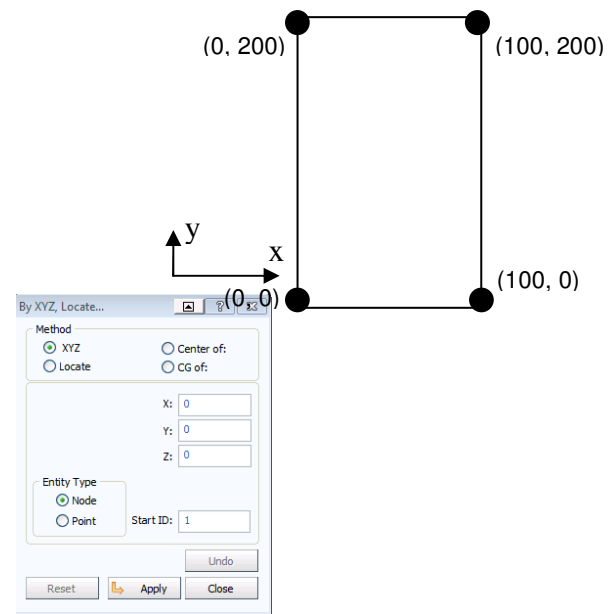 (0, 200)
(100, 200)
y
x
(100, 0)
(0, 0)
By XYZ, Locate...
Method
XYZ
Center of:
Locate
CG of:
X: 0
Y: 0
Z: 0
Entity Type
Node
Point
Start ID: 1
Undo
Reset
Apply
Close